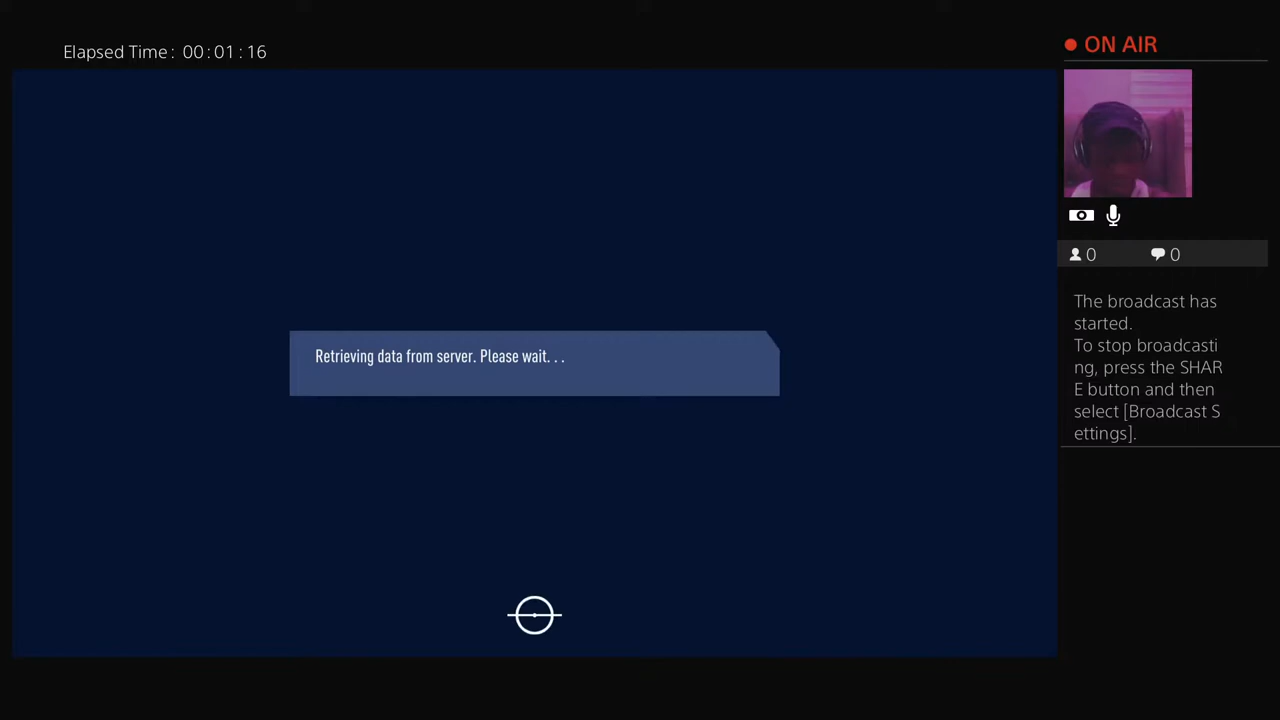 Elapsed Time: 00:01:16
ON AIR
0 0
The broadcast has
started.
To stop broadcasti
ng, press the SHAR
E button and then
select [Broadcast S
ettings].
Retrieving data from server. Please wait. . .